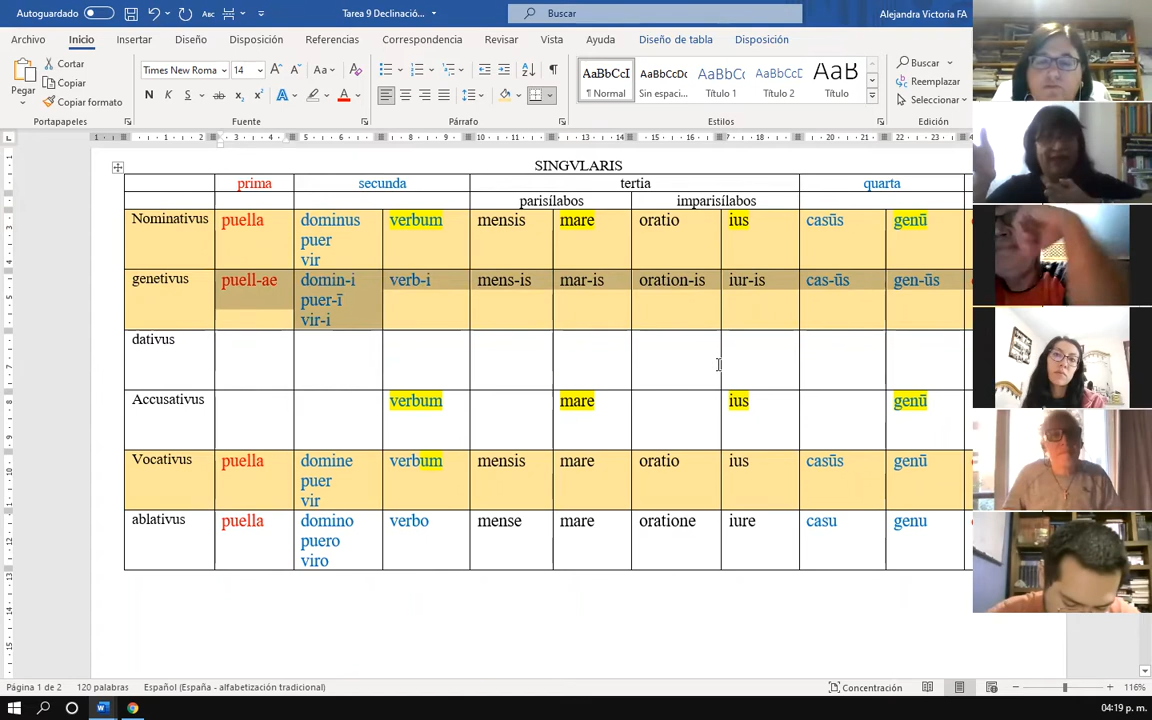 Autoguardado Tarea 9 Declinació... Buscar Alejandra Victoria FA
Archivo Inicio Insertar Diseño Disposición Referencias Correspondencia Revisar Vista Ayuda Diseño de tabla Disposición
Pegar Cortar Copiar Copiar formato
Times New Roma 14 Aa
N K S
AaBbCcI AaBbCcDc AaBbCc AaBbCcD AaBb
¶ Normal Sin espaci... Título 1 Título 2 Título
Buscar Reemplazar Seleccionar
Portapapeles Fuente Párrafo Estilos Edición
SINGVLARIS
prima secunda tertia quarta
parisílabos imparisílabos
Nominativus puella dominus verbum mensis mare oratio ius casūs genū
puer
vir
genetivus puell-ae domin-i verb-i mens-is mar-is oration-is iur-is cas-ūs gen-ūs
puer-ī
vir-i
dativus
Accusativus verbum mare ius genū
Vocativus puella domine verbum mensis mare oratio ius casūs genū
puer
vir
ablativus puella domino verbo mense mare oratione iure casu genu
puero
viro
Página 1 de 2 120 palabras Español (España - alfabetización tradicional) Concentración 116%
04:19 p. m.